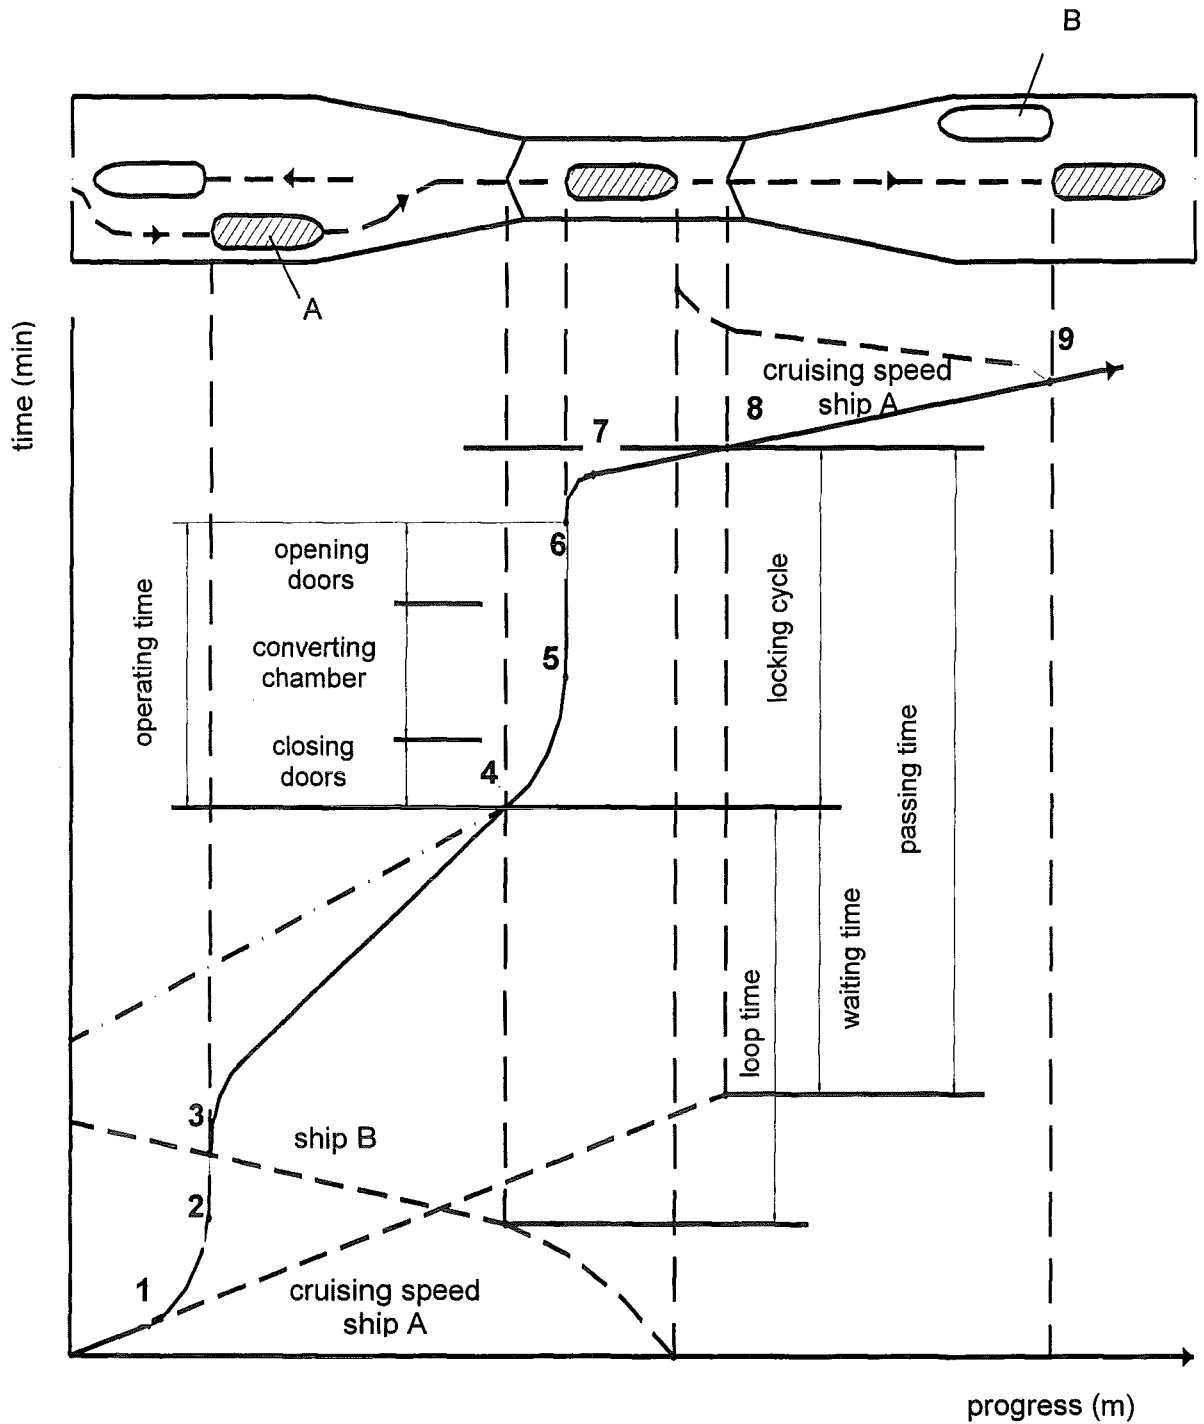 B
A
time (min)
9
cruising speed
ship A
8
7
6
opening
doors
operating time
converting
chamber
5
locking cycle
passing time
closing
doors
4
waiting time
loop time
3
ship B
2
1
cruising speed
ship A
progress (m)